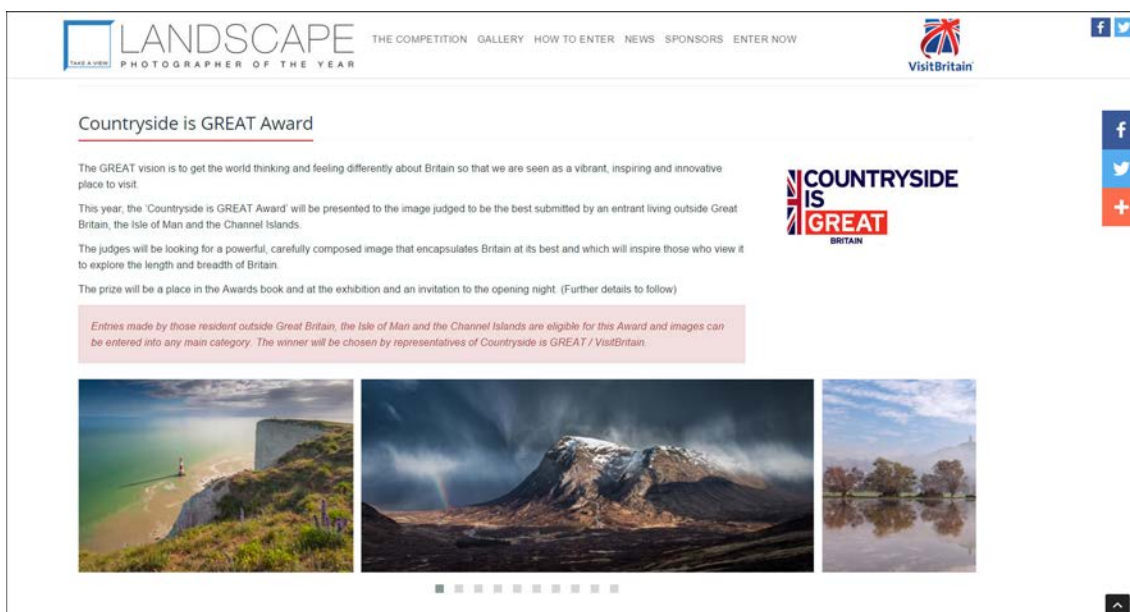 LANDSCAPE
TAKE A VIEW
PHOTOGRAPHER OF THE YEAR
THE COMPETITION GALLERY HOW TO ENTER NEWS SPONSORS ENTER NOW
VisitBritain
Countryside is GREAT Award
The GREAT vision is to get the world thinking and feeling differently about Britain so that we are seen as a vibrant, inspiring and innovative
place to visit.
This year, the 'Countryside is GREAT Award' will be presented to the image judged to be the best submitted by an entrant living outside Great
Britain, the Isle of Man and the Channel Islands.
The judges will be looking for a powerful, carefully composed image that encapsulates Britain at its best and which will inspire those who view it
to explore the length and breadth of Britain.
The prize will be a place in the Awards book and at the exhibition and an invitation to the opening night. (Further details to follow)
Entries made by those resident outside Great Britain, the Isle of Man and the Channel Islands are eligible for this Award and images can
be entered into any main category. The winner will be chosen by representatives of Countryside is GREAT / VisitBritain.
COUNTRYSIDE
IS
GREAT
BRITAIN